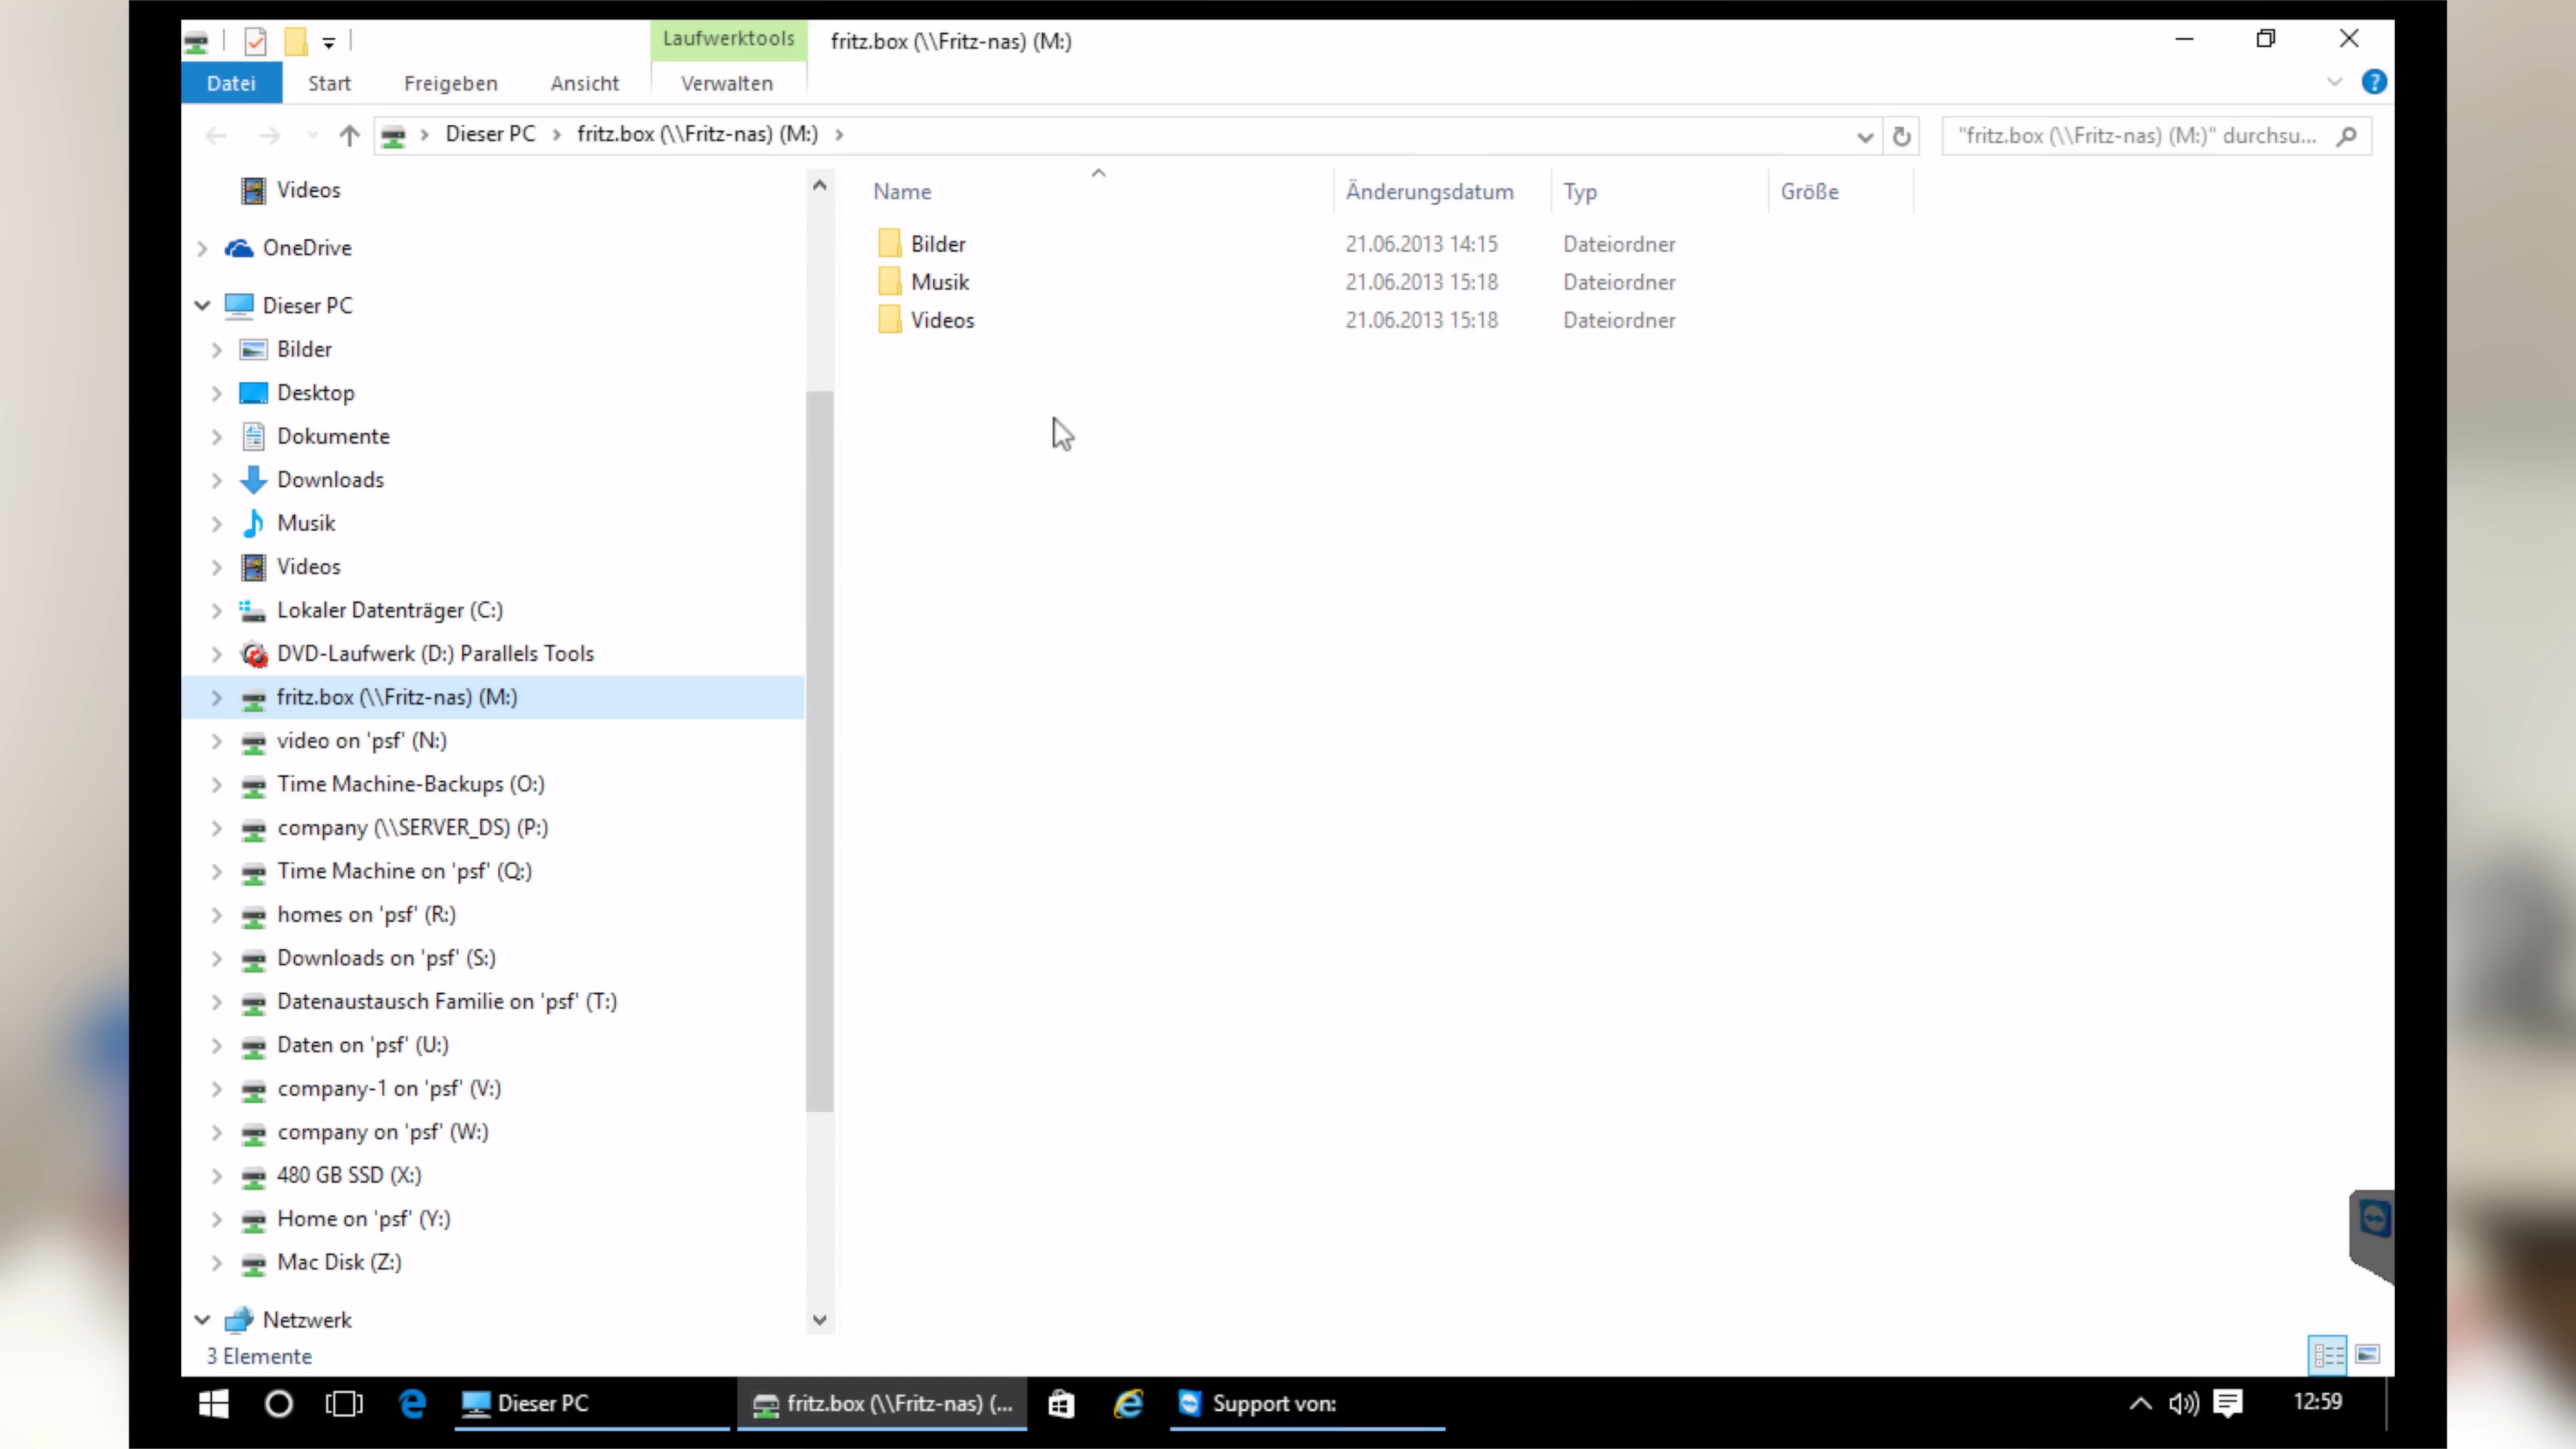 Laufwerktools
fritz.box (\\Fritz-nas) (M:)
Datei
Start
Freigeben
Ansicht
Verwalten
Dieser PC
fritz.box (\\Fritz-nas) (M:)
"fritz.box (\\Fritz-nas) (M:)" durchsu...
Videos
OneDrive
Dieser PC
Bilder
Desktop
Dokumente
Downloads
Musik
Videos
Lokaler Datenträger (C:)
DVD-Laufwerk (D:) Parallels Tools
fritz.box (\\Fritz-nas) (M:)
video on 'psf' (N:)
Time Machine-Backups (O:)
company (\\SERVER_DS) (P:)
Time Machine on 'psf' (Q:)
homes on 'psf' (R:)
Downloads on 'psf' (S:)
Datenaustausch Familie on 'psf' (T:)
Daten on 'psf' (U:)
company-1 on 'psf' (V:)
company on 'psf' (W:)
480 GB SSD (X:)
Home on 'psf' (Y:)
Mac Disk (Z:)
Netzwerk
Name Änderungsdatum Typ Größe
Bilder 21.06.2013 14:15 Dateiordner
Musik 21.06.2013 15:18 Dateiordner
Videos 21.06.2013 15:18 Dateiordner
3 Elemente
Dieser PC
fritz.box (\\Fritz-nas) (...
Support von:
12:59